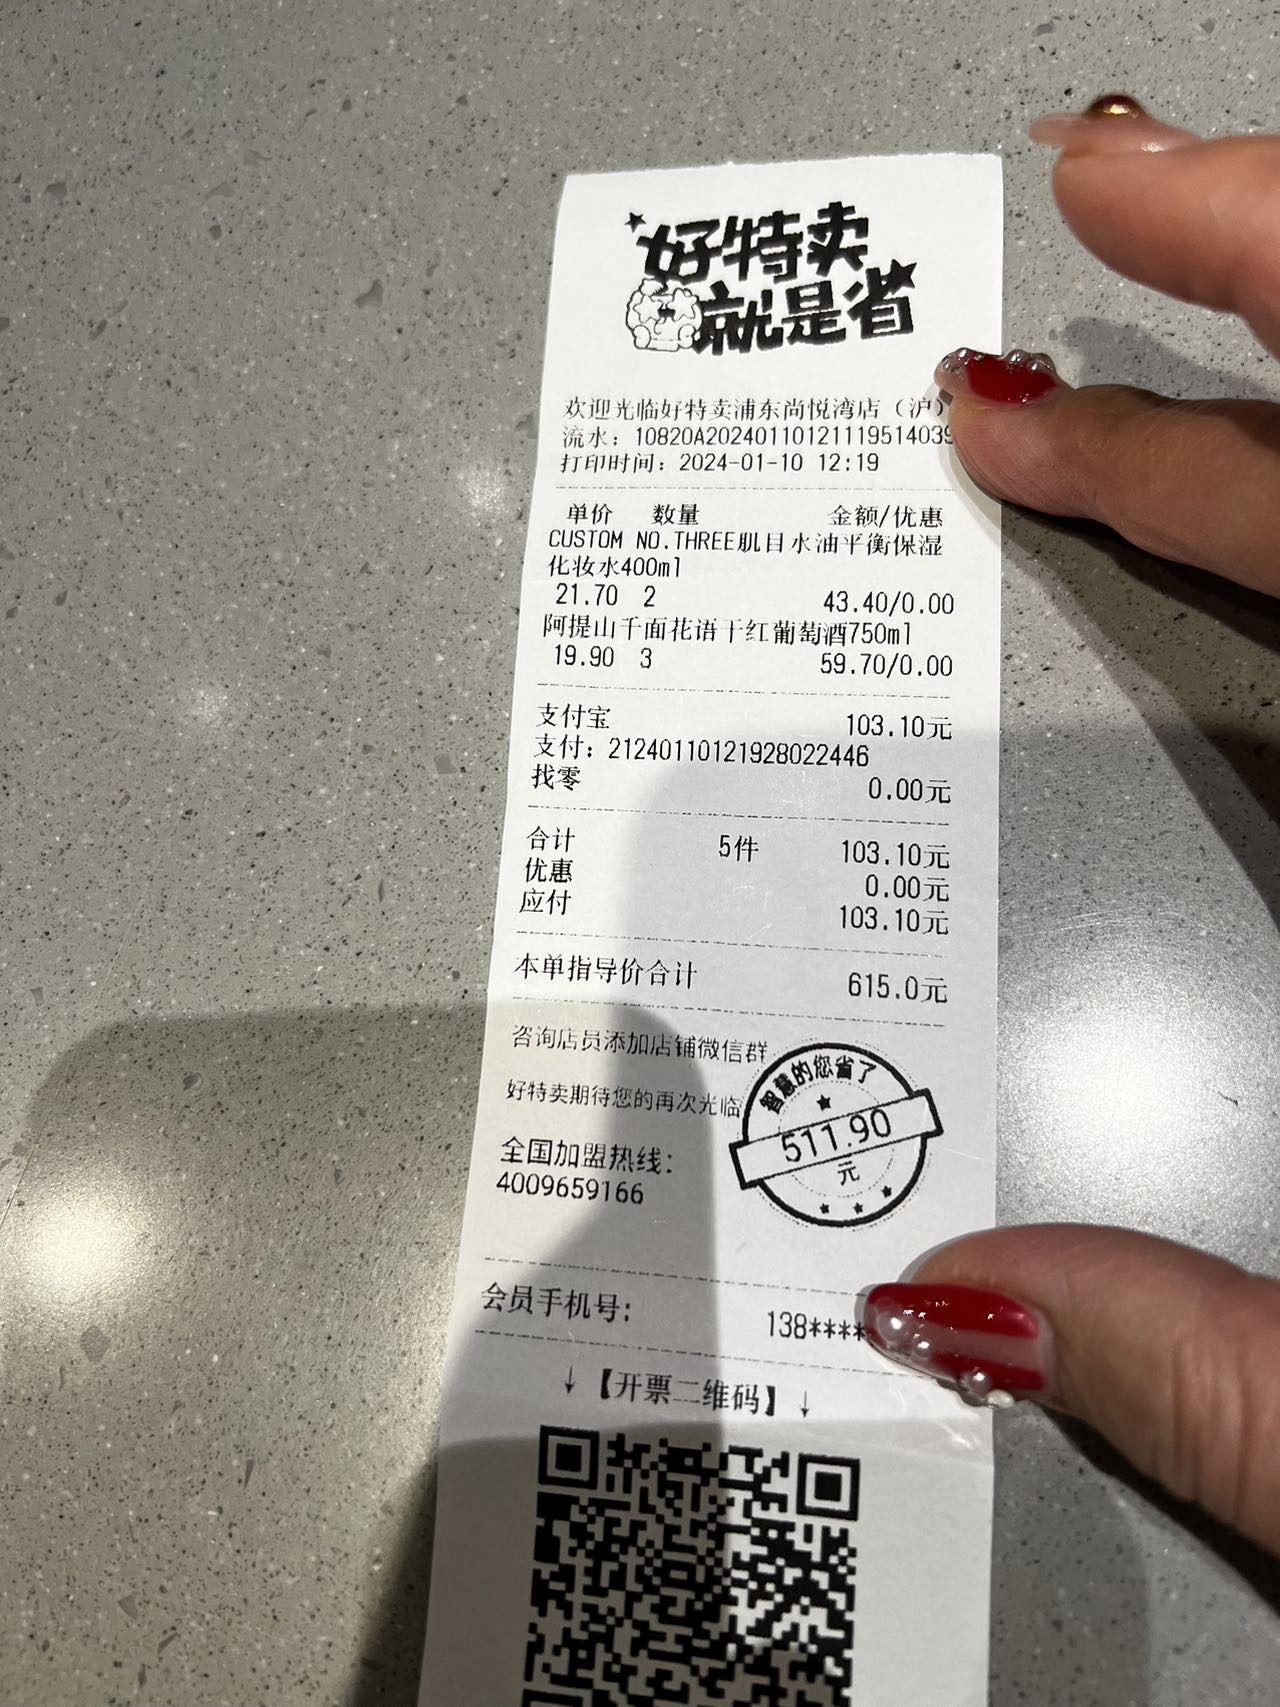 好特卖
就是省
欢迎光临好特卖浦东尚悦湾店（沪）
流水：10820A20240110121119514039
打印时间：2024-01-10 12:19
单价 数量 金额/优惠
CUSTOM NO.THREE肌目水油平衡保湿
化妆水400ml
21.70 2 43.40/0.00
阿提山千面花语干红葡萄酒750ml
19.90 3 59.70/0.00
支付宝 103.10元
支付：21240110121928022446
找零 0.00元
合计 5件 103.10元
优惠 0.00元
应付 103.10元
本单指导价合计 615.0元
咨询店员添加店铺微信群
好特卖期待您的再次光临
智慧的您省了
511.90
元
全国加盟热线：
4009659166
会员手机号： 138****
↓【开票二维码】↓